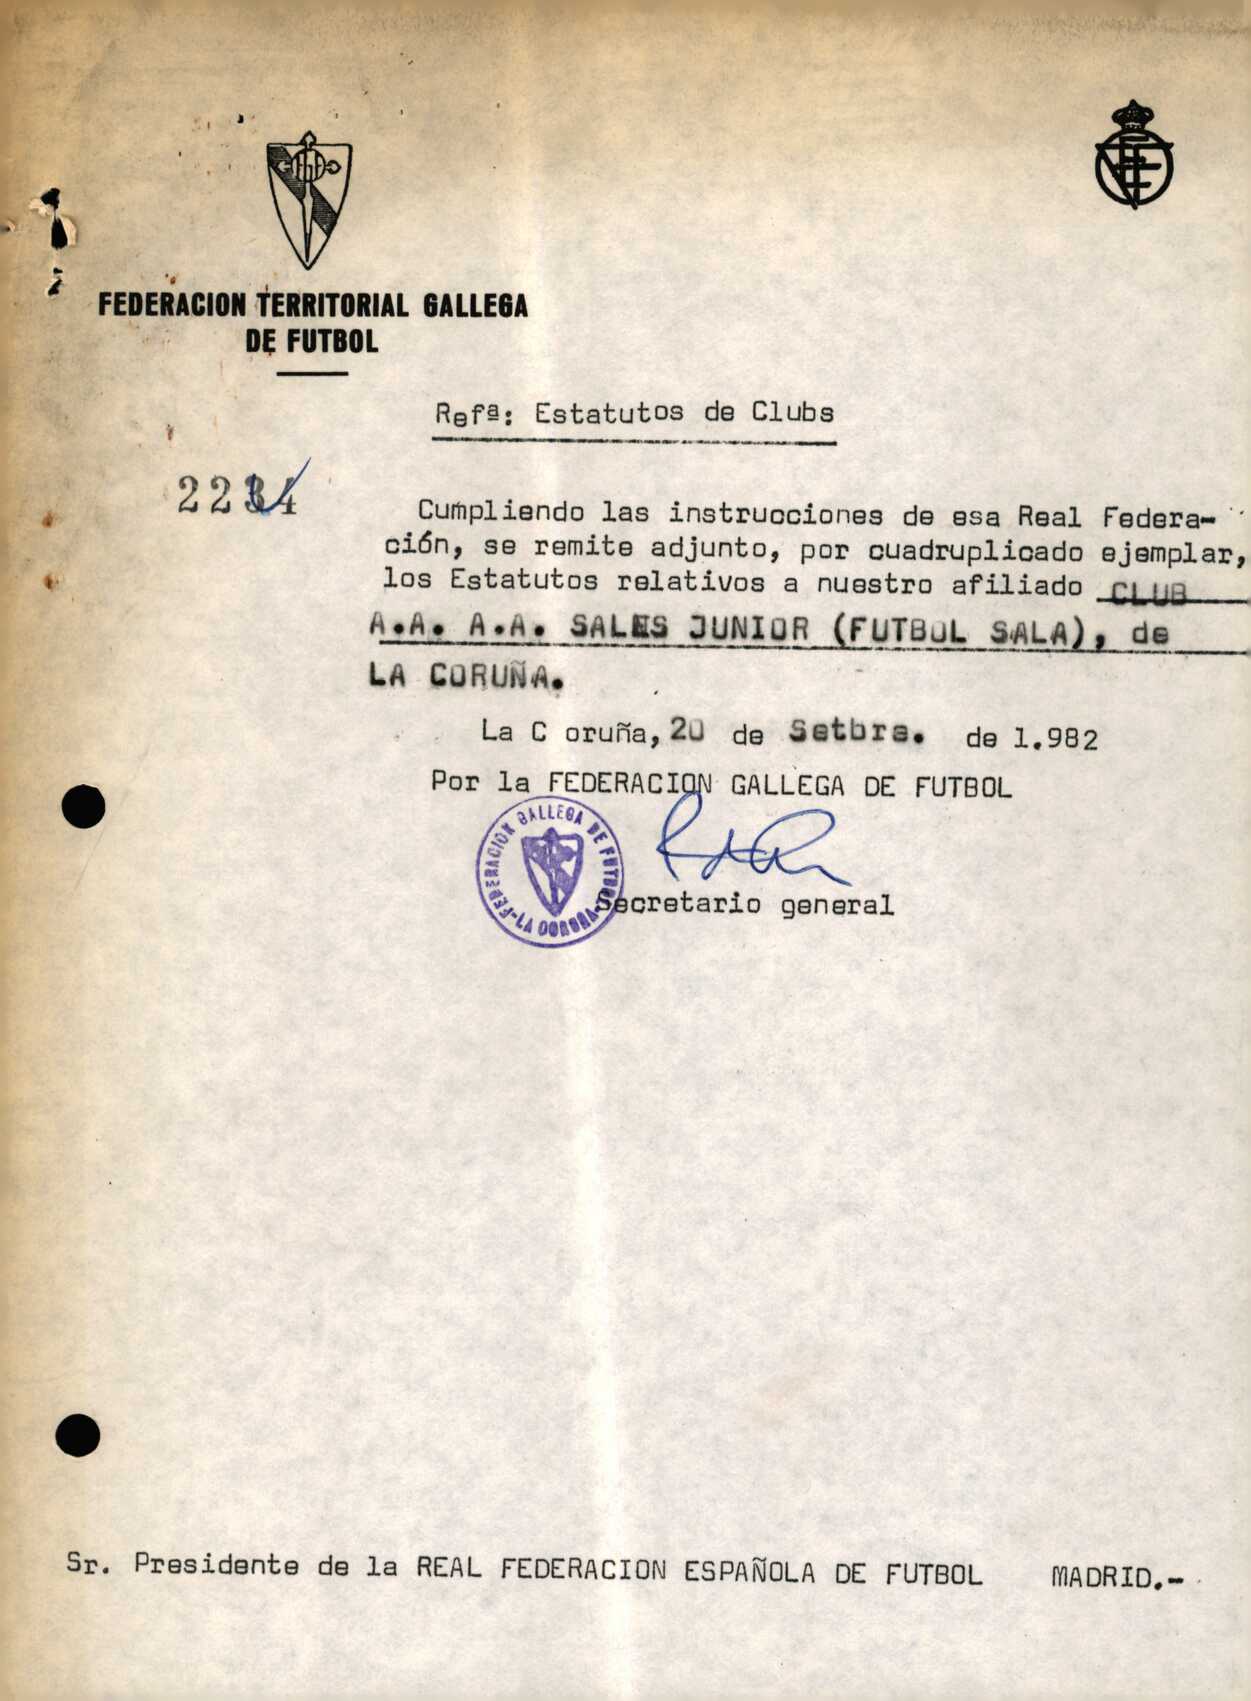 FEDERACION TERRITORIAL GALLEGA
DE FUTBOL
Refª: Estatutos de Clubs
Cumpliendo las instrucciones de esa Real Federa-
ción, se remite adjunto, por cuadruplicado ejemplar,
los Estatutos relativos a nuestro afiliado CLUB
A.A. A.A. SALES JUNIOR (FUTBOL SALA), de
LA CORUÑA.
La C oruña, 20 de Setbre. de 1.982
Por la FEDERACION GALLEGA DE FUTBOL
FEDERACION GALLEGA DE FUTBOL
-LA CORUÑA-
Secretario general
Sr. Presidente de la REAL FEDERACION ESPAÑOLA DE FUTBOL MADRID.-